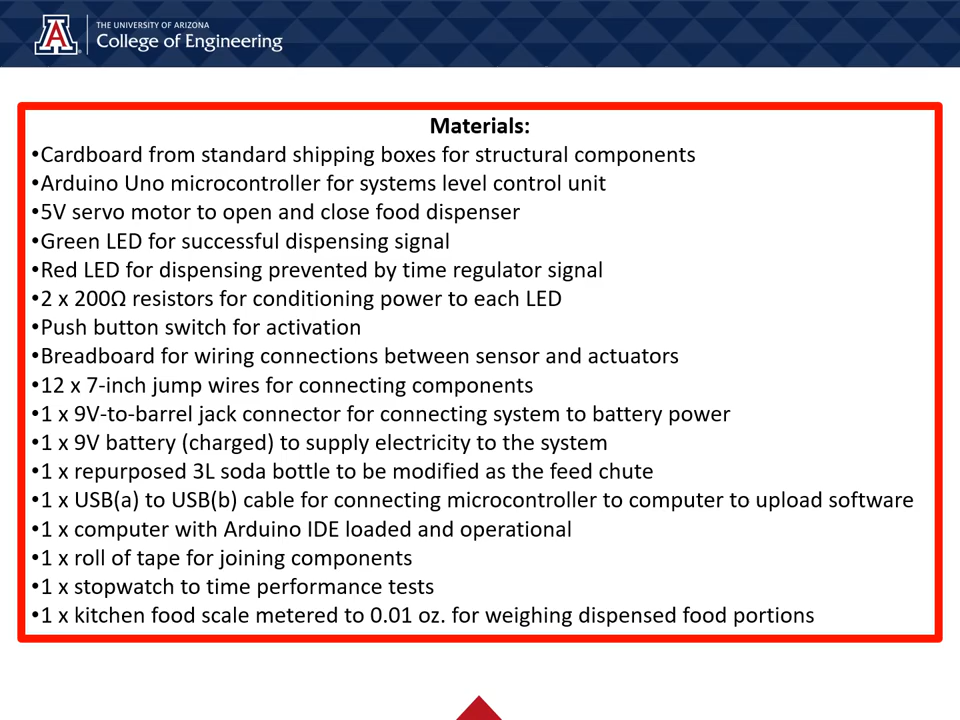 THE UNIVERSITY OF ARIZONA
College of Engineering
Materials:
•Cardboard from standard shipping boxes for structural components
•Arduino Uno microcontroller for systems level control unit
•5V servo motor to open and close food dispenser
•Green LED for successful dispensing signal
•Red LED for dispensing prevented by time regulator signal
•2 x 200Ω resistors for conditioning power to each LED
•Push button switch for activation
•Breadboard for wiring connections between sensor and actuators
•12 x 7-inch jump wires for connecting components
•1 x 9V-to-barrel jack connector for connecting system to battery power
•1 x 9V battery (charged) to supply electricity to the system
•1 x repurposed 3L soda bottle to be modified as the feed chute
•1 x USB(a) to USB(b) cable for connecting microcontroller to computer to upload software
•1 x computer with Arduino IDE loaded and operational
•1 x roll of tape for joining components
•1 x stopwatch to time performance tests
•1 x kitchen food scale metered to 0.01 oz. for weighing dispensed food portions